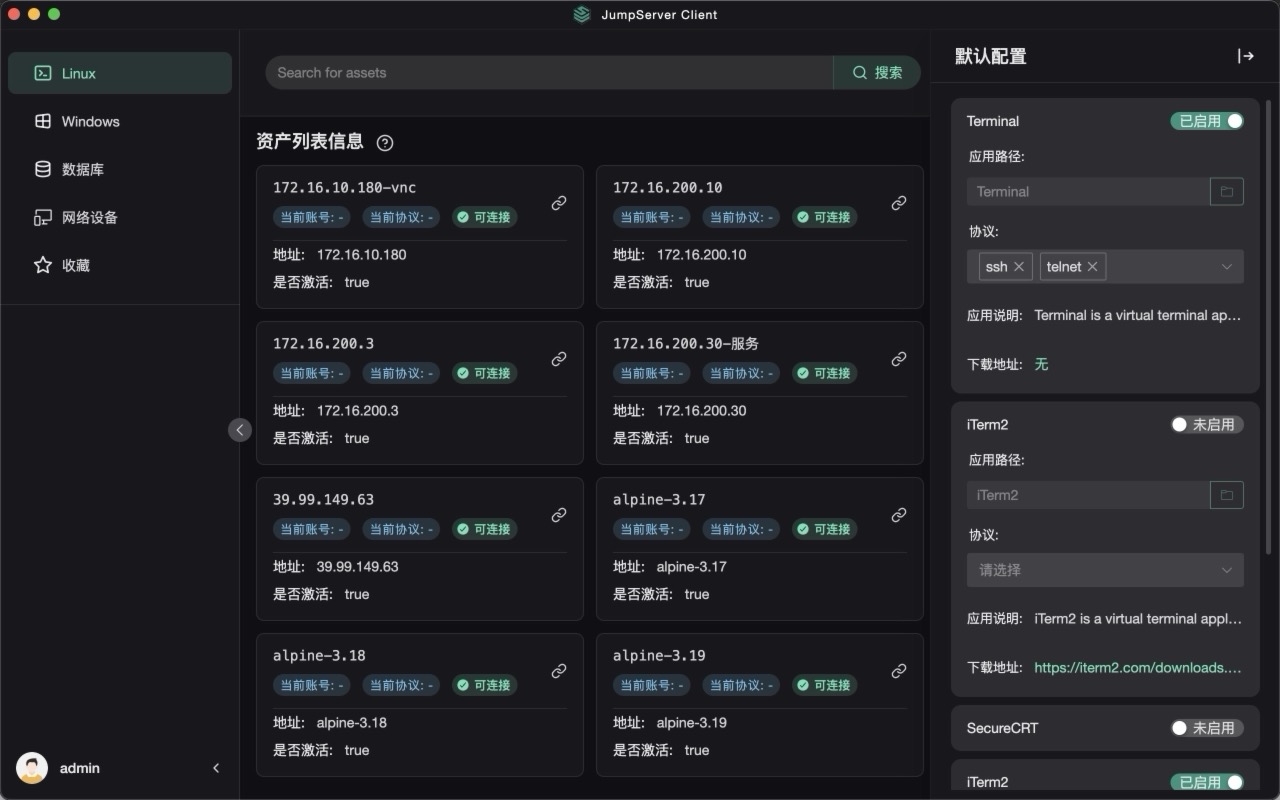 JumpServer Client
Linux
Windows
数据库
网络设备
收藏
admin
Search for assets
搜索
资产列表信息
172.16.10.180-vnc
当前账号: - 当前协议: - 可连接
地址: 172.16.10.180
是否激活: true
172.16.200.10
当前账号: - 当前协议: - 可连接
地址: 172.16.200.10
是否激活: true
172.16.200.3
当前账号: - 当前协议: - 可连接
地址: 172.16.200.3
是否激活: true
172.16.200.30-服务
当前账号: - 当前协议: - 可连接
地址: 172.16.200.30
是否激活: true
39.99.149.63
当前账号: - 当前协议: - 可连接
地址: 39.99.149.63
是否激活: true
alpine-3.17
当前账号: - 当前协议: - 可连接
地址: alpine-3.17
是否激活: true
alpine-3.18
当前账号: - 当前协议: - 可连接
地址: alpine-3.18
是否激活: true
alpine-3.19
当前账号: - 当前协议: - 可连接
地址: alpine-3.19
是否激活: true
默认配置
Terminal 已启用
应用路径:
Terminal
协议:
ssh telnet
应用说明: Terminal is a virtual terminal ap...
下载地址: 无
iTerm2 未启用
应用路径:
iTerm2
协议:
请选择
应用说明: iTerm2 is a virtual terminal appl...
下载地址: https://iterm2.com/downloads....
SecureCRT 未启用
iTerm2 已启用